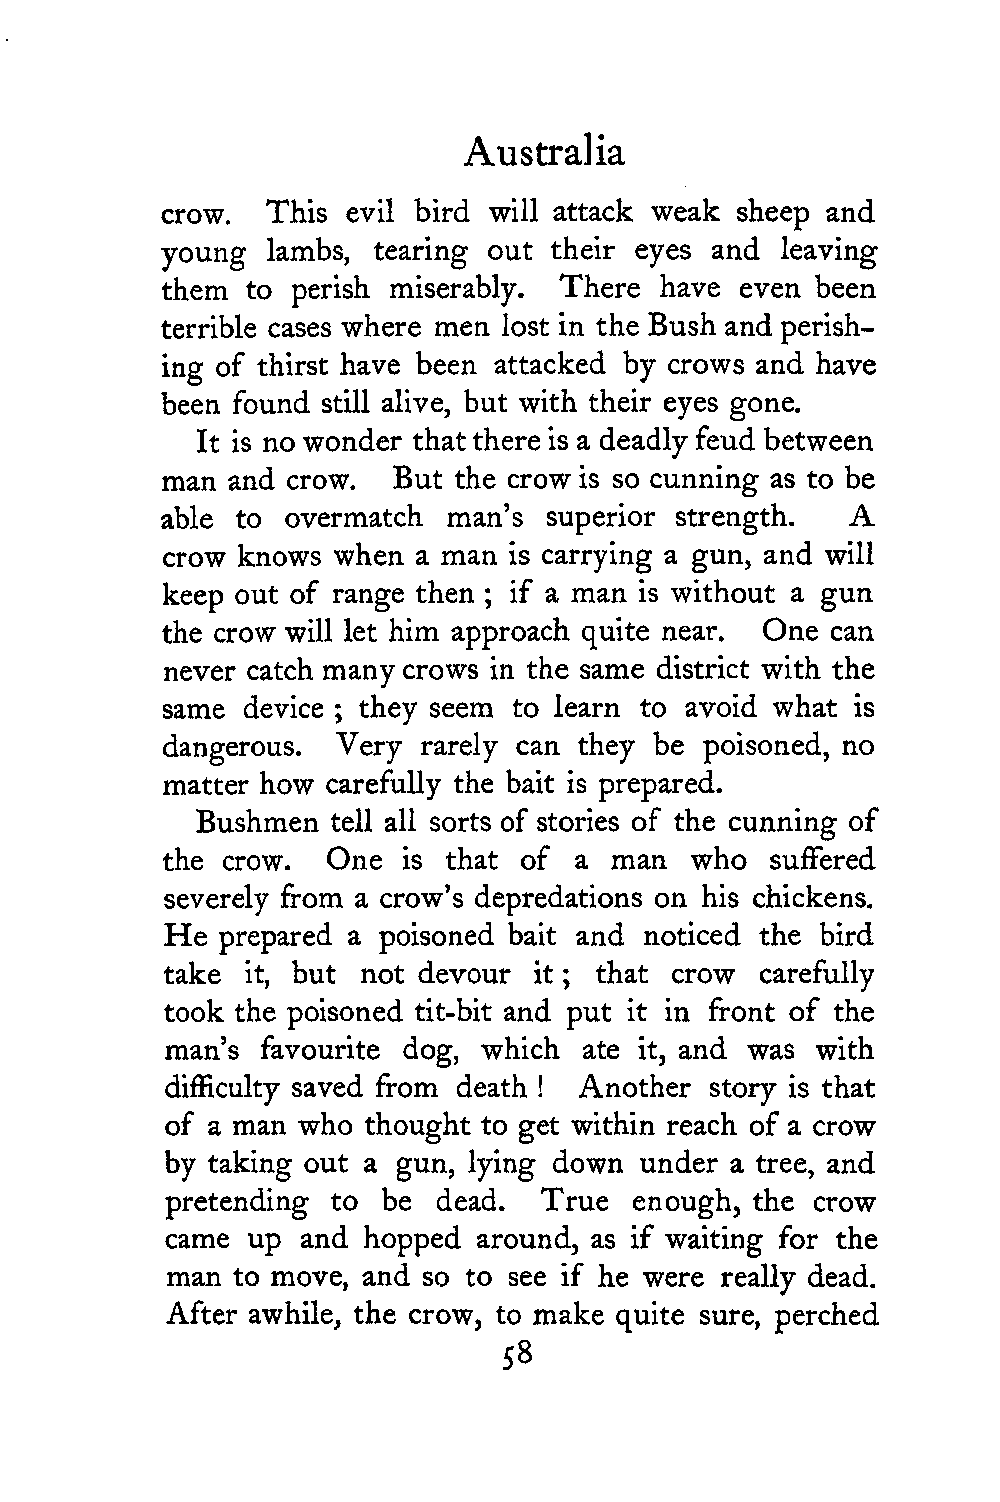 Australia
crow. This evil bird will attack weak sheep and
young lambs, tearing out their eyes and leaving
them to perish miserably. There have even been
terrible cases where men lost in the Bush and perish-
ing of thirst have been attacked by crows and have
been found still alive, but with their eyes gone.
It is no wonder that there is a deadly feud between
man and crow. But the crow is so cunning as to be
able to overmatch man's superior strength. A
crow knows when a man is carrying a gun, and will
keep out of range then ; if a man is without a gun
the crow will let him approach quite near. One can
never catch many crows in the same district with the
same device ; they seem to learn to avoid what is
dangerous. Very rarely can they be poisoned, no
matter how carefully the bait is prepared.
Bushmen tell all sorts of stories of the cunning of
the crow. One is that of a man who suffered
severely from a crow's depredations on his chickens.
He prepared a poisoned bait and noticed the bird
take it, but not devour it ; that crow carefully
took the poisoned tit-bit and put it in front of the
man's favourite dog, which ate it, and was with
difficulty saved from death ! Another story is that
of a man who thought to get within reach of a crow
by taking out a gun, lying down under a tree, and
pretending to be dead. True enough, the crow
came up and hopped around, as if waiting for the
man to move, and so to see if he were really dead.
After awhile, the crow, to make quite sure, perched
58